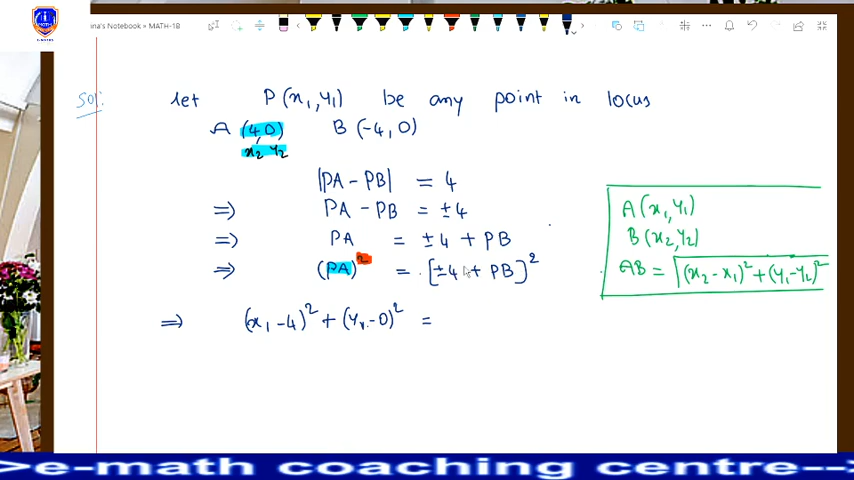 ina's Notebook » MATH-1B
Sol:
let P(x₁,y₁) be any point in locus
A (4,0) B(-4,0)
x₂ y₂
|PA - PB| = 4
⇒ PA - PB = ±4
⇒ PA = ±4 + PB
⇒ (PA)² = [±4 + PB]²
⇒ (x₁-4)² + (y₁-0)² =
A(x₁,y₁)
B(x₂,y₂)
AB = √(x₂-x₁)²+(y₁-y₂)²
>e-math coaching centre-->